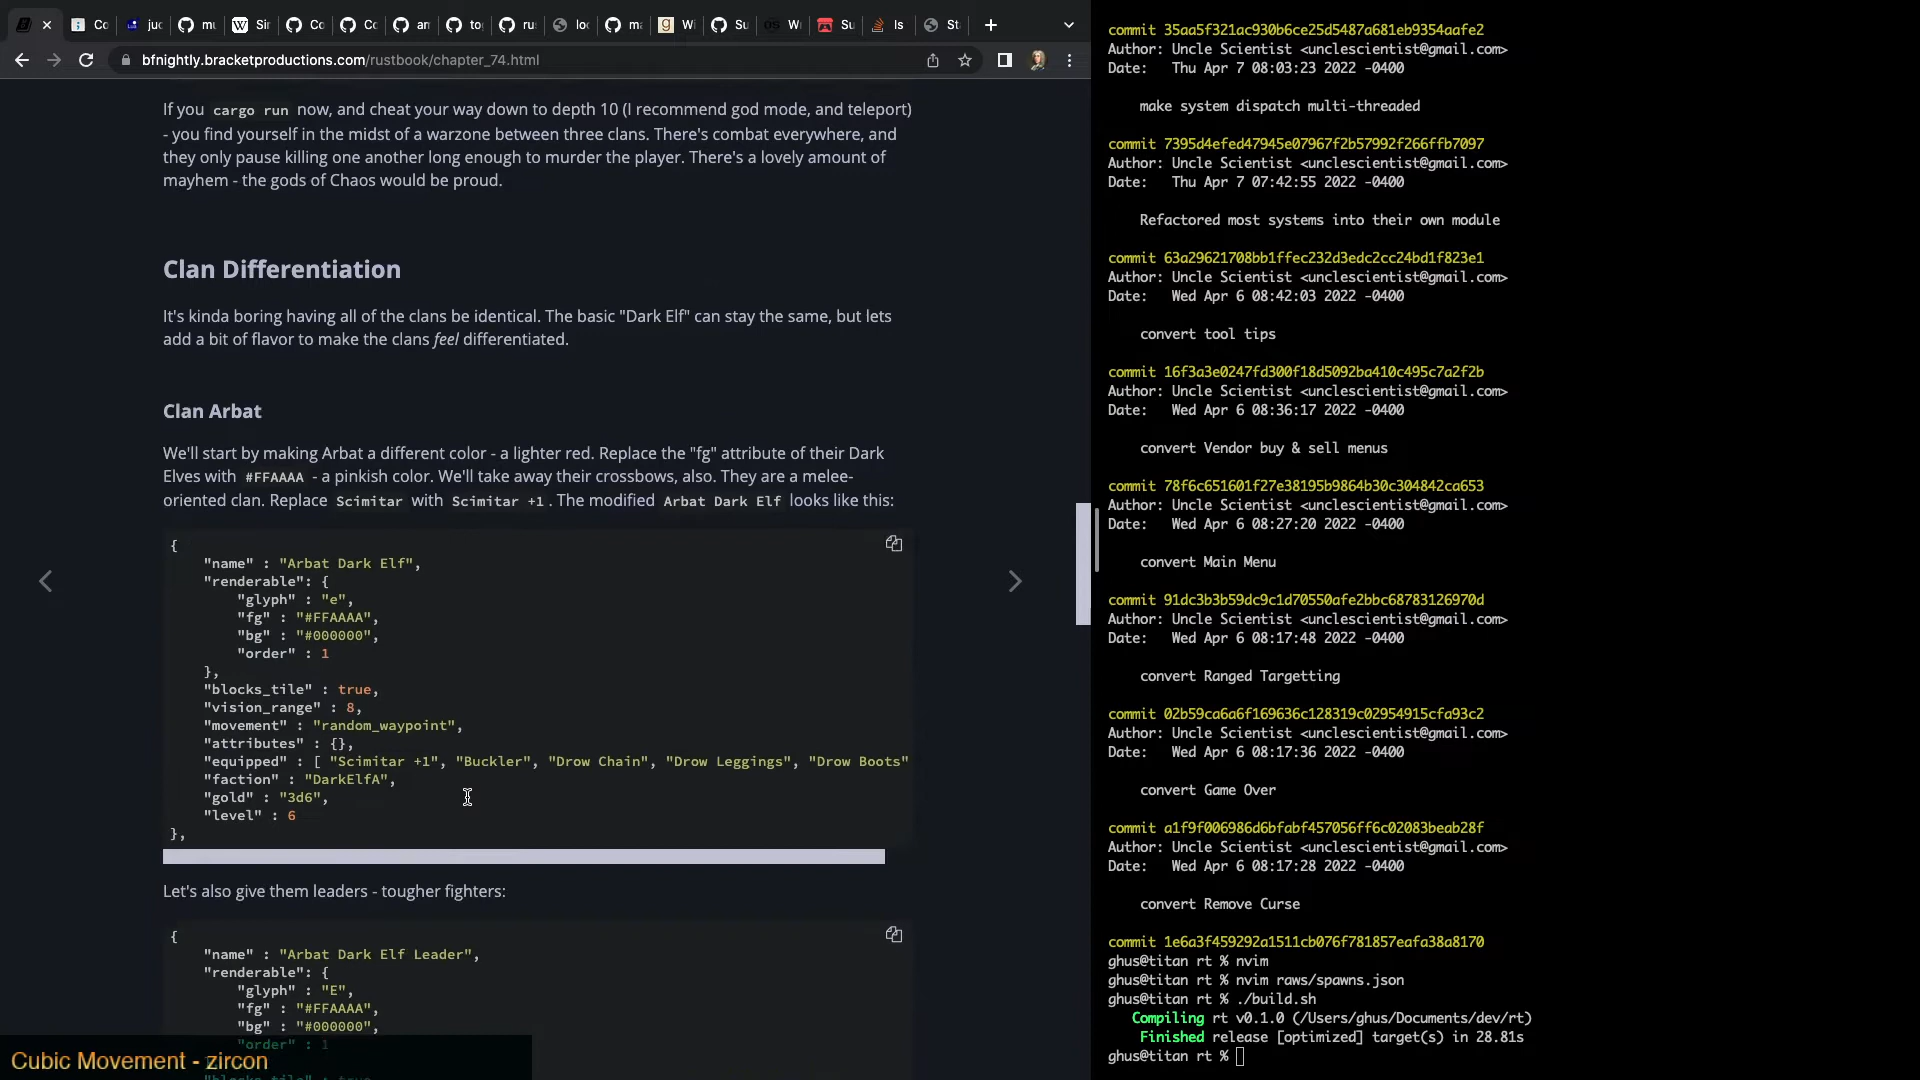 Co
juc
mu
Sir
Co
Co
an
to
ru
loc
ma
Wi
Su
Wi
Su
Is
St
bfnightly.bracketproductions.com/rustbook/chapter_74.html
If you cargo run now, and cheat your way down to depth 10 (I recommend god mode, and teleport)
- you find yourself in the midst of a warzone between three clans. There's combat everywhere, and
they only pause killing one another long enough to murder the player. There's a lovely amount of
mayhem - the gods of Chaos would be proud.
Clan Differentiation
It's kinda boring having all of the clans be identical. The basic "Dark Elf" can stay the same, but lets
add a bit of flavor to make the clans feel differentiated.
Clan Arbat
We'll start by making Arbat a different color - a lighter red. Replace the "fg" attribute of their Dark
Elves with #FFAAAA - a pinkish color. We'll take away their crossbows, also. They are a melee-
oriented clan. Replace Scimitar with Scimitar +1. The modified Arbat Dark Elf looks like this:
{
"name" : "Arbat Dark Elf",
"renderable": {
"glyph" : "e",
"fg" : "#FFAAAA",
"bg" : "#000000",
"order" : 1
},
"blocks_tile" : true,
"vision_range" : 8,
"movement" : "random_waypoint",
"attributes" : {},
"equipped" : [ "Scimitar +1", "Buckler", "Drow Chain", "Drow Leggings", "Drow Boots"
"faction" : "DarkElfA",
"gold" : "3d6",
"level" : 6
},
Let's also give them leaders - tougher fighters:
{
"name" : "Arbat Dark Elf Leader",
"renderable": {
"glyph" : "E",
"fg" : "#FFAAAA",
"bg" : "#000000",
"order" : 1
Cubic Movement - zircon
commit 35aa5f321ac930b6ce25d5487a681eb9354aafe2
Author: Uncle Scientist <unclescientist@gmail.com>
Date: Thu Apr 7 08:03:23 2022 -0400
make system dispatch multi-threaded
commit 7395d4efed47945e07967f2b57992f266ffb7097
Author: Uncle Scientist <unclescientist@gmail.com>
Date: Thu Apr 7 07:42:55 2022 -0400
Refactored most systems into their own module
commit 63a29621708bb1ffec232d3edc2cc24bd1f823e1
Author: Uncle Scientist <unclescientist@gmail.com>
Date: Wed Apr 6 08:42:03 2022 -0400
convert tool tips
commit 16f3a3e0247fd300f18d5092ba410c495c7a2f2b
Author: Uncle Scientist <unclescientist@gmail.com>
Date: Wed Apr 6 08:36:17 2022 -0400
convert Vendor buy & sell menus
commit 78f6c651601f27e38195b9864b30c304842ca653
Author: Uncle Scientist <unclescientist@gmail.com>
Date: Wed Apr 6 08:27:20 2022 -0400
convert Main Menu
commit 91dc3b3b59dc9c1d70550afe2bbc68783126970d
Author: Uncle Scientist <unclescientist@gmail.com>
Date: Wed Apr 6 08:17:48 2022 -0400
convert Ranged Targetting
commit 02b59ca6a6f169636c128319c02954915cfa93c2
Author: Uncle Scientist <unclescientist@gmail.com>
Date: Wed Apr 6 08:17:36 2022 -0400
convert Game Over
commit a1f9f006986d6bfabf457056ff6c02083beab28f
Author: Uncle Scientist <unclescientist@gmail.com>
Date: Wed Apr 6 08:17:28 2022 -0400
convert Remove Curse
commit 1e6a3f459292a1511cb076f781857eafa38a8170
ghus@titan rt % nvim
ghus@titan rt % nvim raws/spawns.json
ghus@titan rt % ./build.sh
Compiling rt v0.1.0 (/Users/ghus/Documents/dev/rt)
Finished release [optimized] target(s) in 28.81s
ghus@titan rt %